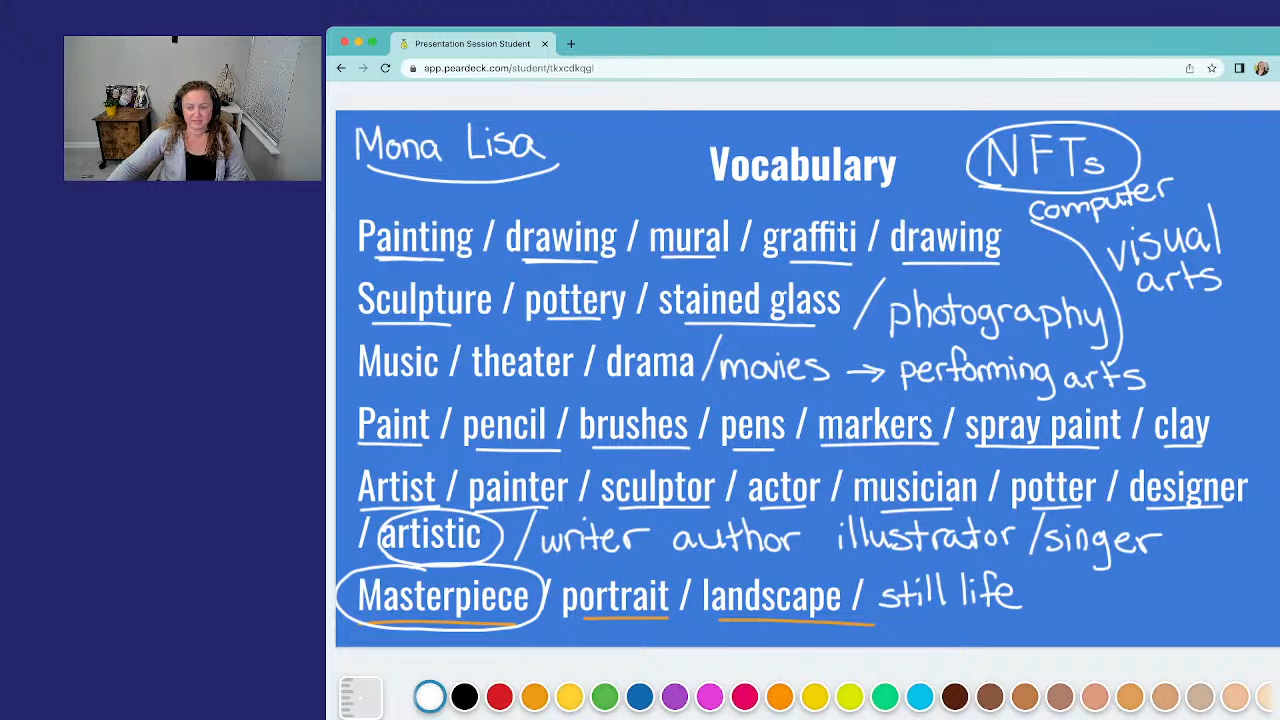 Presentation Session Student
app.peardeck.com/student/tkxcdkqgl
Mona Lisa
Vocabulary
NFTs
computer
visual
arts
Painting / drawing / mural / graffiti / drawing
Sculpture / pottery / stained glass / photography
Music / theater / drama / movies → performing arts
Paint / pencil / brushes / pens / markers / spray paint / clay
Artist / painter / sculptor / actor / musician / potter / designer
/ artistic / writer author illustrator / singer
Masterpiece / portrait / landscape / still life